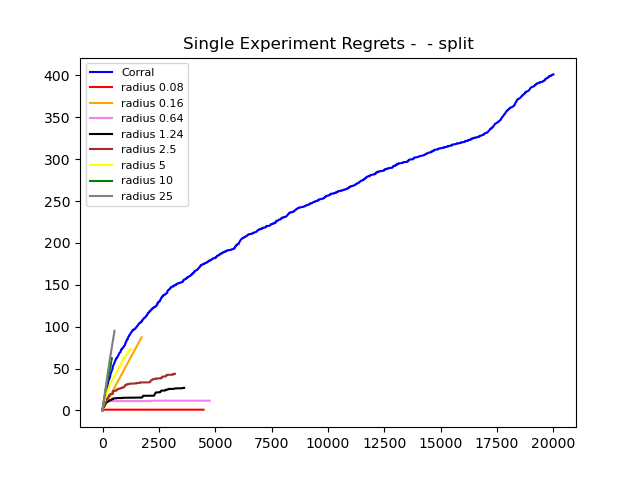 Single Experiment Regrets -  - split
400
350
300
250
200
150
100
50
0
Corral
radius 0.08
radius 0.16
radius 0.64
radius 1.24
radius 2.5
radius 5
radius 10
radius 25
0 2500 5000 7500 10000 12500 15000 17500 20000